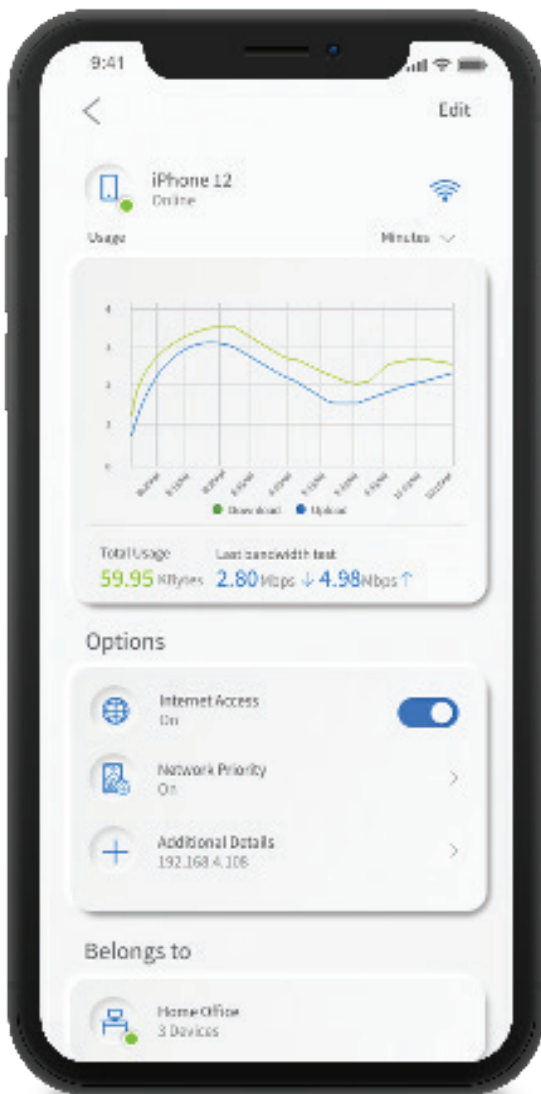 9:41
Edit
iPhone 12
Online
Usage
Minutes
4
3
2
1
0
Download
Upload
Total Usage
Last bandwidth test
59.95 KBytes
2.80 Mbps ↓ 4.98 Mbps ↑
Options
Internet Access
On
Network Priority
On
Additional Details
192.168.4.108
Belongs to
Home Office
3 Devices